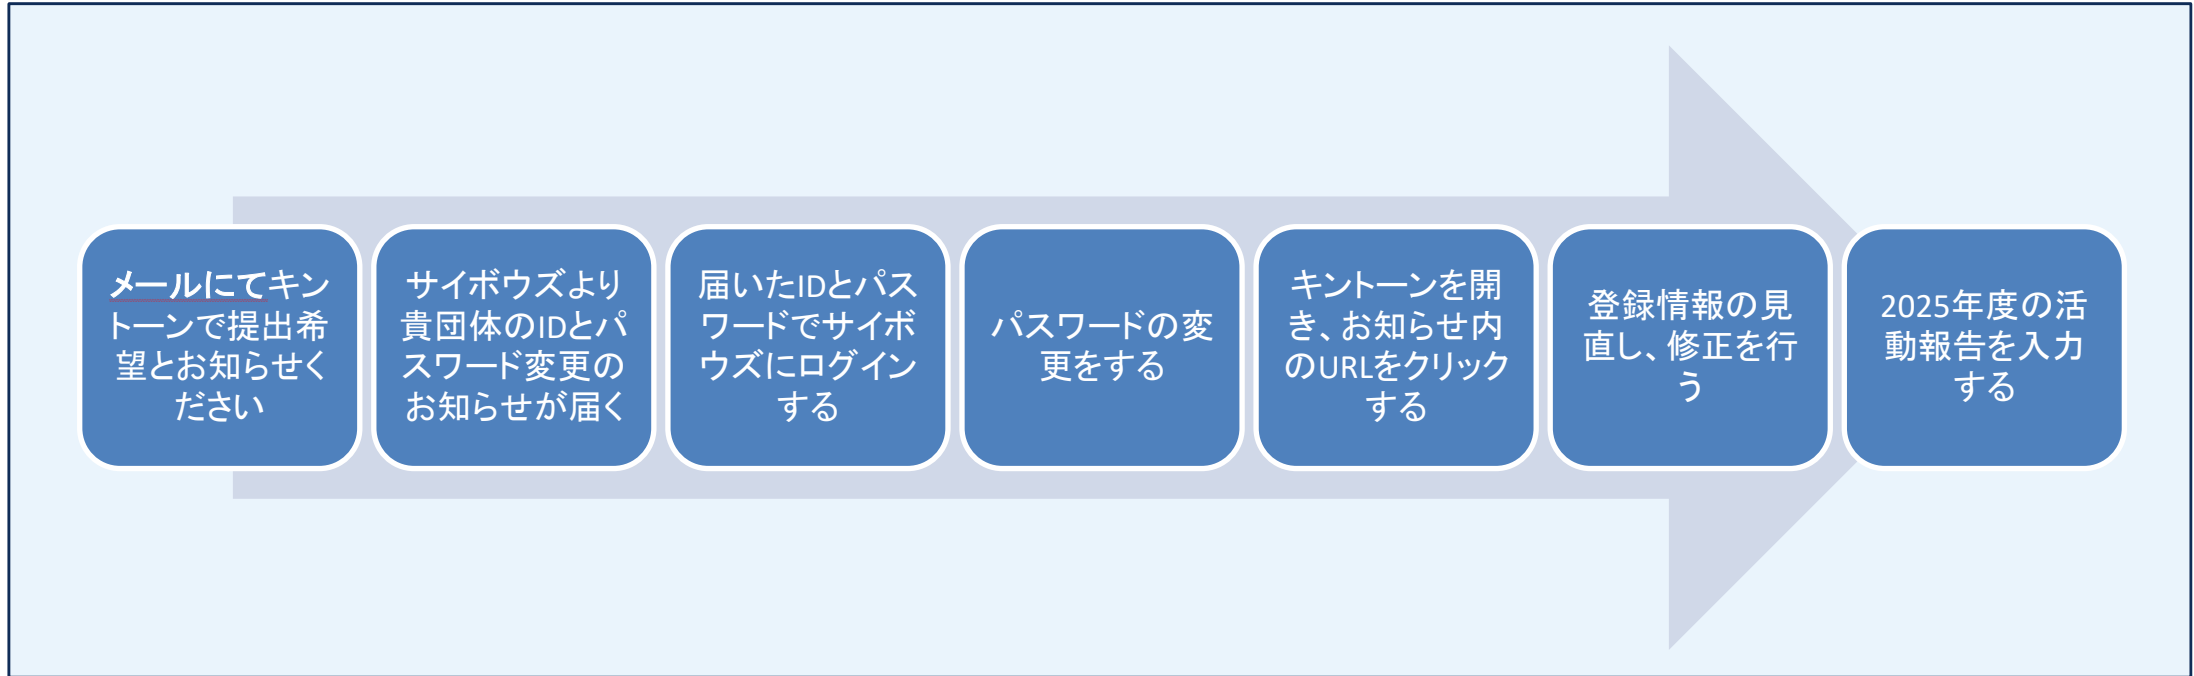 メールにてキン
トーンで提出希
望とお知らせく
ださい
サイボウズより
貴団体のIDとパ
スワード変更の
お知らせが届く
届いたIDとパス
ワードでサイボ
ウズにログイン
する
パスワードの変
更をする
キントーンを開
き、お知らせ内
のURLをクリック
する
登録情報の見
直し、修正を行
う
2025年度の活
動報告を入力
する